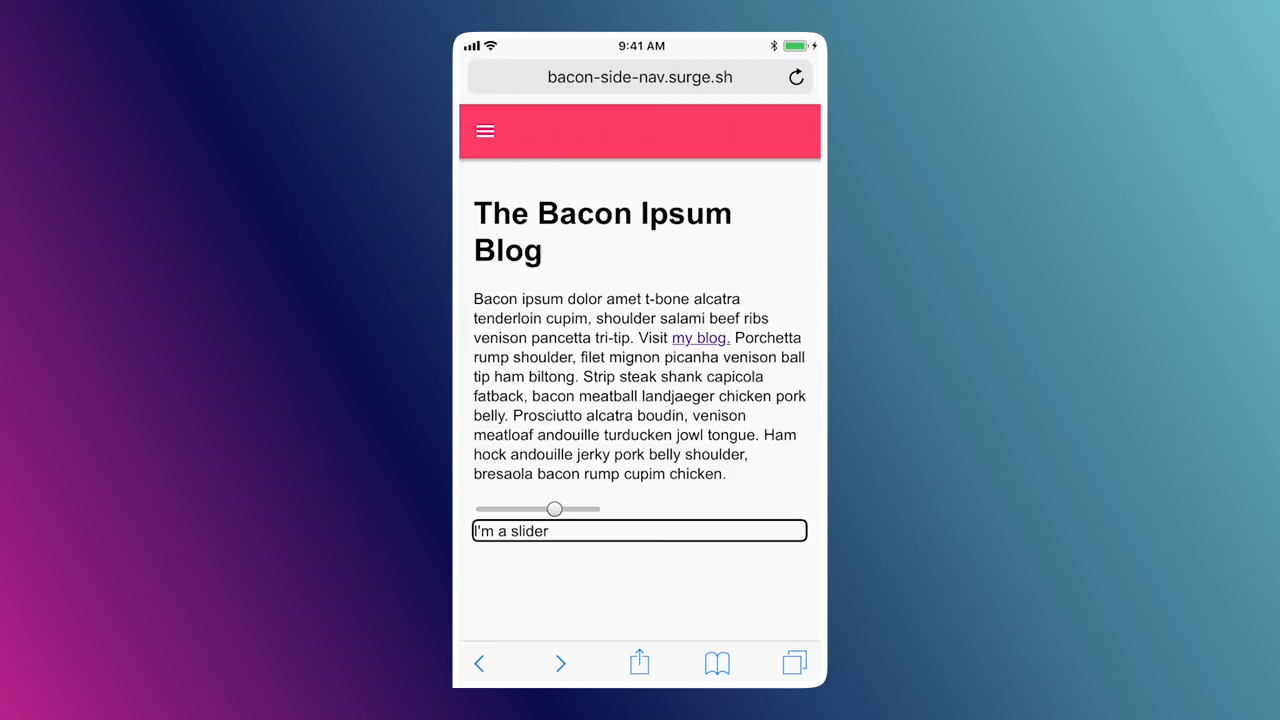 9:41 AM
bacon-side-nav.surge.sh
The Bacon Ipsum
Blog
Bacon ipsum dolor amet t-bone alcatra
tenderloin cupim, shoulder salami beef ribs
venison pancetta tri-tip. Visit my blog. Porchetta
rump shoulder, filet mignon picanha venison ball
tip ham biltong. Strip steak shank capicola
fatback, bacon meatball landjaeger chicken pork
belly. Prosciutto alcatra boudin, venison
meatloaf andouille turducken jowl tongue. Ham
hock andouille jerky pork belly shoulder,
bresaola bacon rump cupim chicken.
I'm a slider